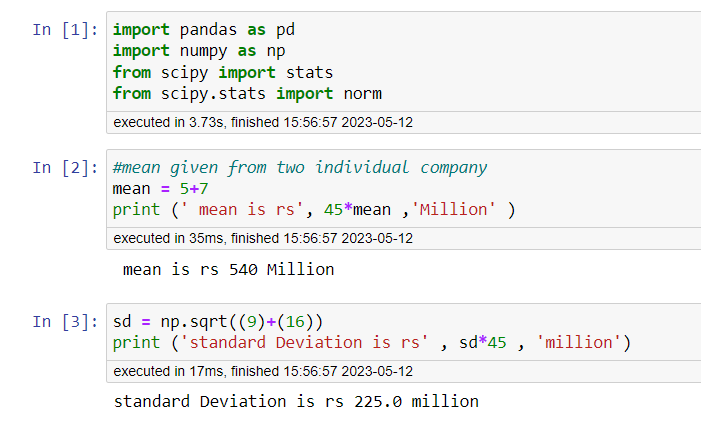 In [1]: import pandas as pd
import numpy as np
from scipy import stats
from scipy.stats import norm
executed in 3.73s, finished 15:56:57 2023-05-12
In [2]: #mean given from two individual company
mean = 5+7
print (' mean is rs', 45*mean ,'Million' )
executed in 35ms, finished 15:56:57 2023-05-12
mean is rs 540 Million
In [3]: sd = np.sqrt((9)+(16))
print ('standard Deviation is rs' , sd*45 , 'million')
executed in 17ms, finished 15:56:57 2023-05-12
standard Deviation is rs 225.0 million